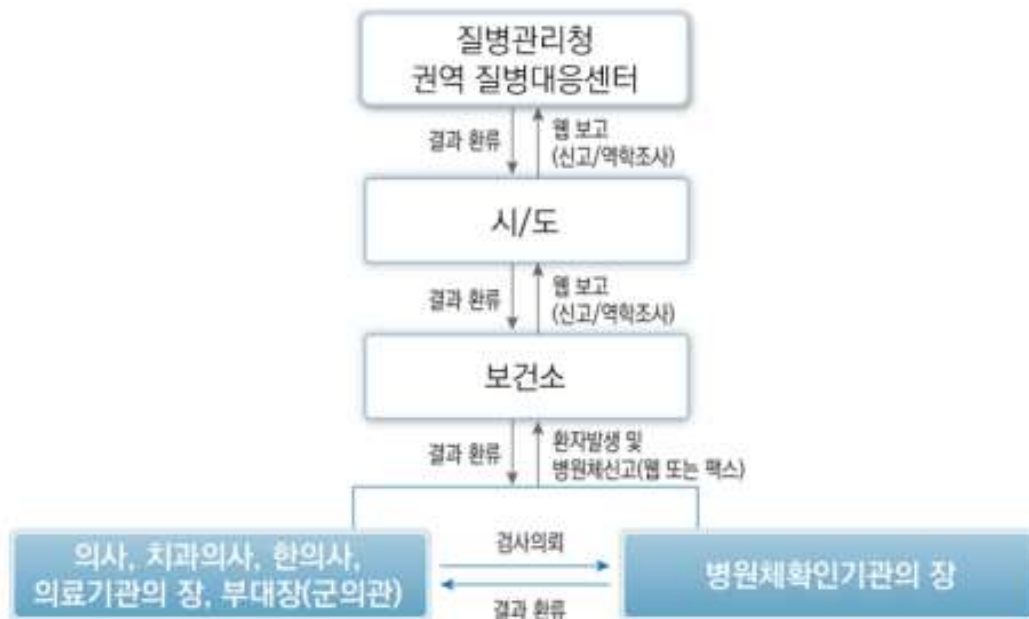 질병관리청
권역 질병대응센터
결과 환류
웹 보고
(신고/역학조사)
시/도
결과 환류
웹 보고
(신고/역학조사)
보건소
결과 환류
환자발생 및
병원체신고(웹 또는 팩스)
의사, 치과의사, 한의사,
의료기관의 장, 부대장(군의관)
검사의뢰
결과 환류
병원체확인기관의 장